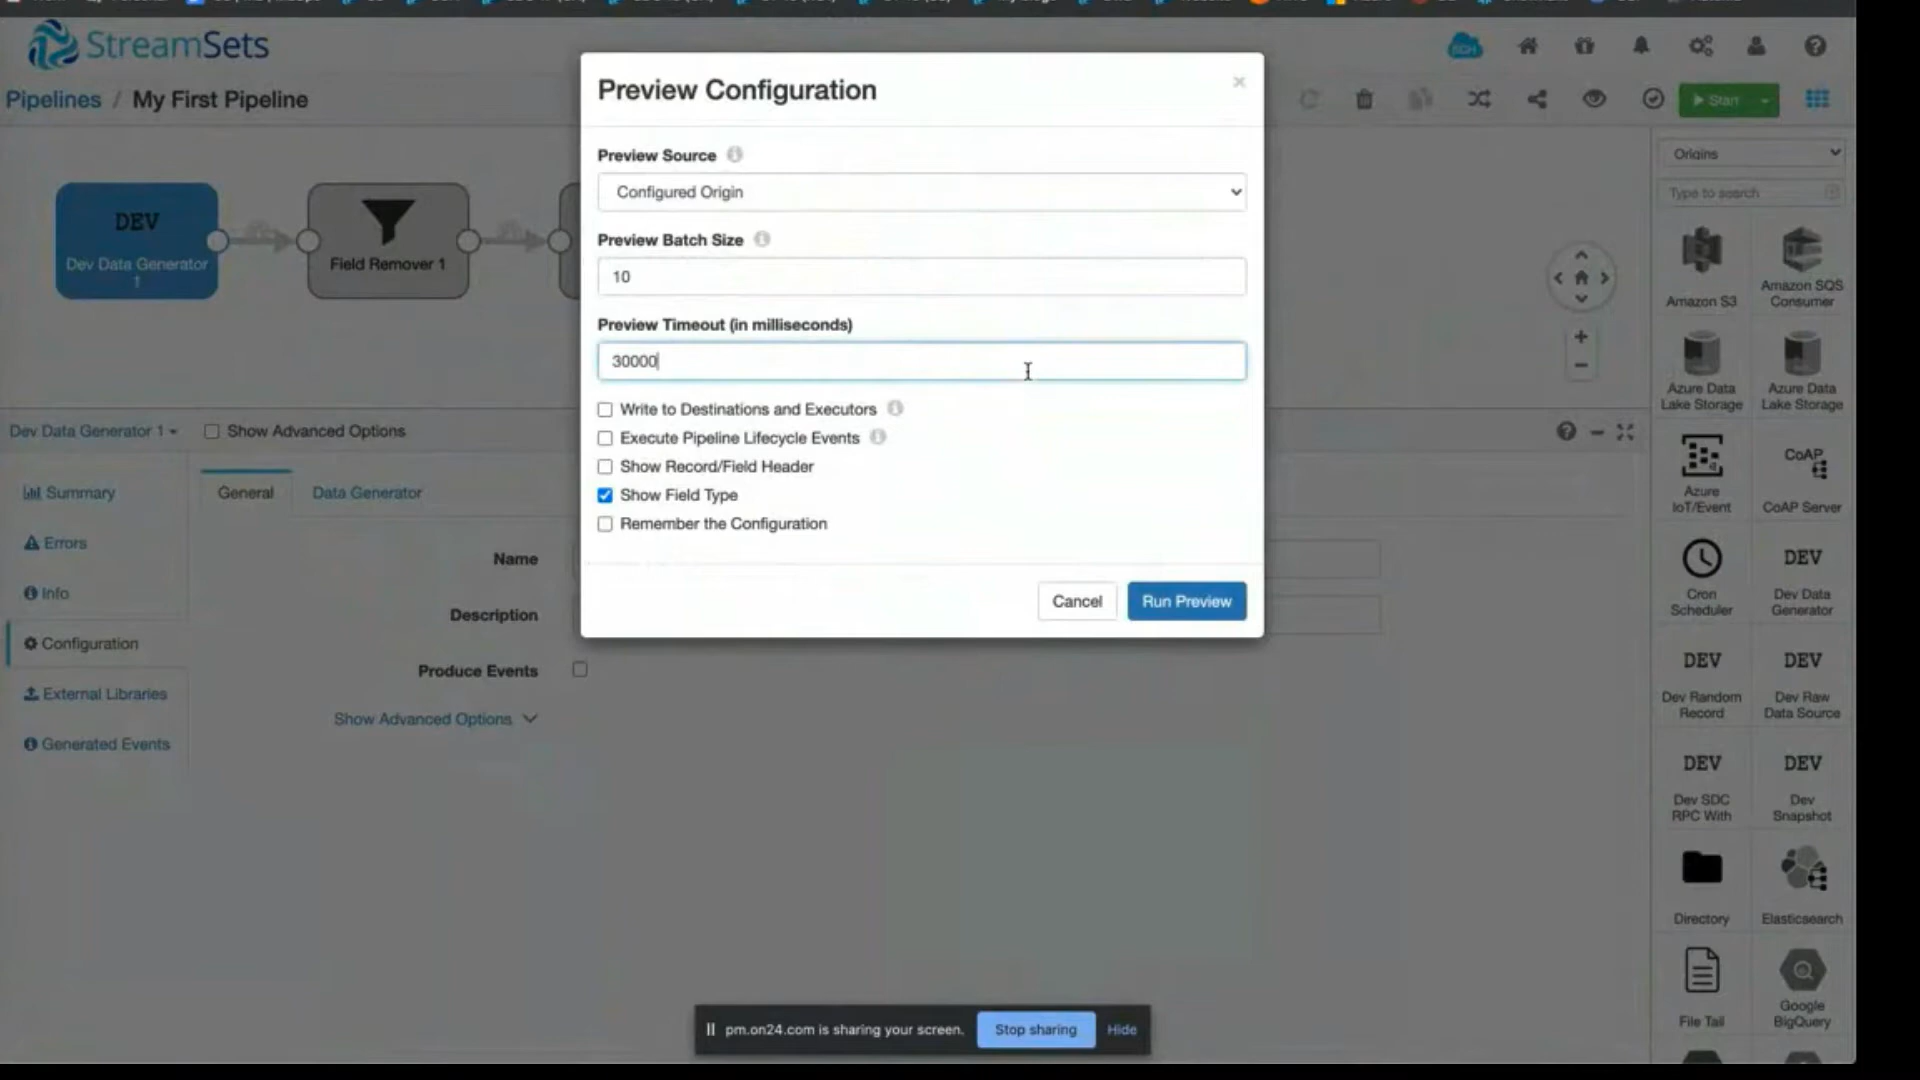 StreamSets
SCH
Pipelines / My First Pipeline
Start
Preview Configuration
×
Preview Source
Configured Origin
Preview Batch Size
10
Preview Timeout (in milliseconds)
30000
Write to Destinations and Executors
Execute Pipeline Lifecycle Events
Show Record/Field Header
Show Field Type
Remember the Configuration
Cancel
Run Preview
DEV
Dev Data Generator
1
Field Remover 1
Dev Data Generator 1
Show Advanced Options
Summary
Errors
Info
Configuration
External Libraries
Generated Events
General
Data Generator
Name
Description
Produce Events
Show Advanced Options
Origins
Type to search
Amazon S3
Amazon SQS
Consumer
Azure Data
Lake Storage
Azure Data
Lake Storage
Azure
IoT/Event
CoAP
CoAP Server
Cron
Scheduler
DEV
Dev Data
Generator
DEV
Dev Random
Record
DEV
Dev Raw
Data Source
DEV
Dev SDC
RPC With
DEV
Dev
Snapshot
Directory
Elasticsearch
File Tail
Google
BigQuery
pm.on24.com is sharing your screen.
Stop sharing
Hide